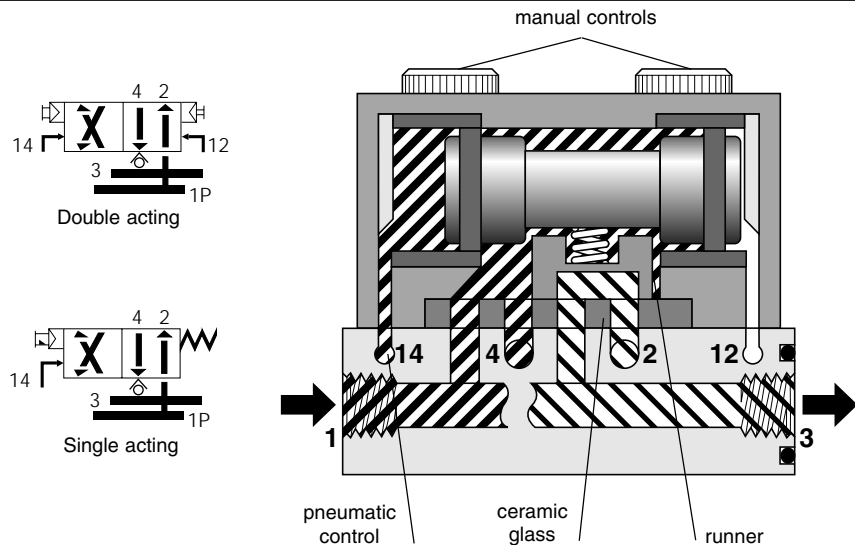 manual controls
4 2
14 12
3
1P
Double acting
4 2
14
3
1P
Single acting
14 4 2 12
1 3
pneumatic
control
ceramic
glass
runner